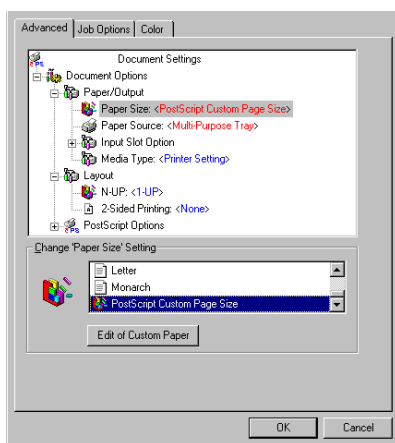 Advanced Job Options Color
Document Settings
Document Options
Paper/Output
Paper Size: <PostScript Custom Page Size>
Paper Source: <Multi-Purpose Tray>
Input Slot Option
Media Type: <Printer Setting>
Layout
N-UP: <1-UP>
2-Sided Printing: <None>
PostScript Options
Change 'Paper Size' Setting
Letter
Monarch
PostScript Custom Page Size
Edit of Custom Paper
OK Cancel